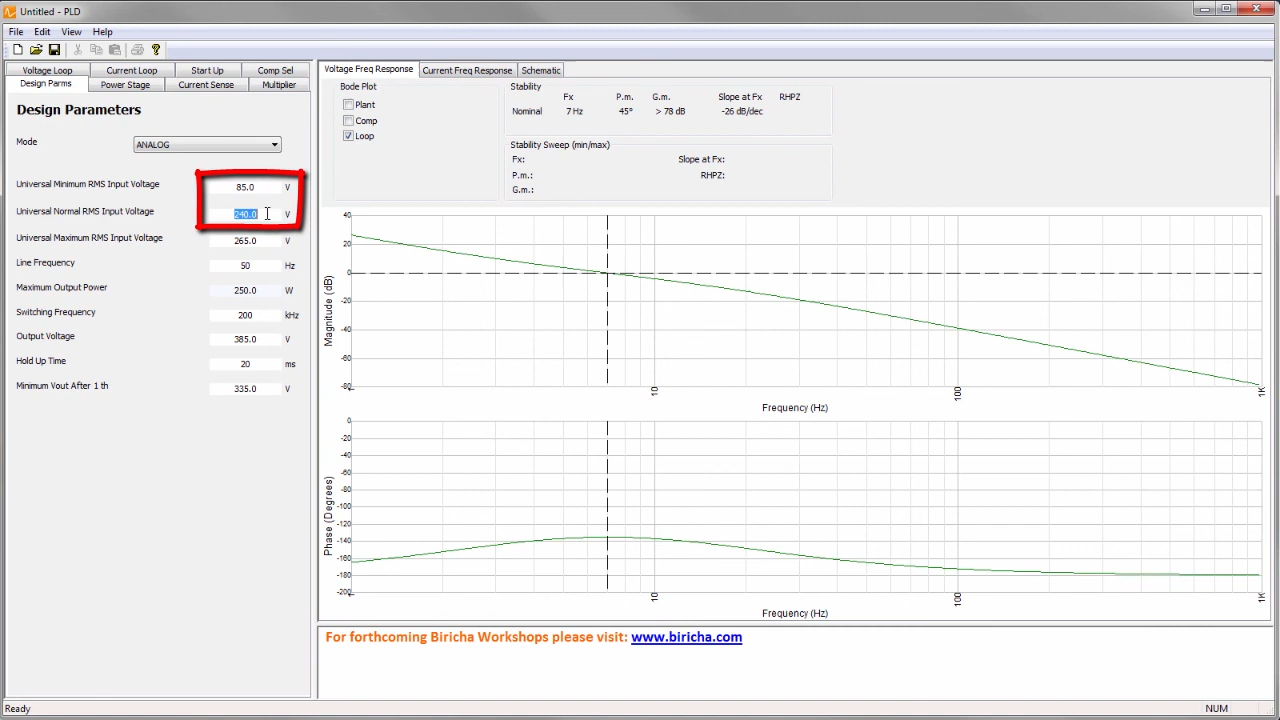 Untitled - PLD
File Edit View Help
Voltage Loop Current Loop Start Up Comp Sel
Design Parms Power Stage Current Sense Multiplier
Design Parameters
Mode ANALOG
Universal Minimum RMS Input Voltage 85.0 V
Universal Normal RMS Input Voltage 240.0 V
Universal Maximum RMS Input Voltage 265.0 V
Line Frequency 50 Hz
Maximum Output Power 250.0 W
Switching Frequency 200 kHz
Output Voltage 385.0 V
Hold Up Time 20 ms
Minimum Vout After 1 th 335.0 V
Voltage Freq Response Current Freq Response Schematic
Bode Plot
Plant
Comp
Loop
Stability
Fx P.m. G.m. Slope at Fx RHPZ
Nominal 7 Hz 45° > 78 dB -26 dB/dec
Stability Sweep (min/max)
Fx: Slope at Fx:
P.m.: RHPZ:
G.m.:
Magnitude (dB)
40
20
0
-20
-40
-60
-80
1 10 100 1K
Frequency (Hz)
Phase (Degrees)
0
-20
-40
-60
-80
-100
-120
-140
-160
-180
-200
1 10 100 1K
Frequency (Hz)
For forthcoming Biricha Workshops please visit: www.biricha.com
Ready NUM